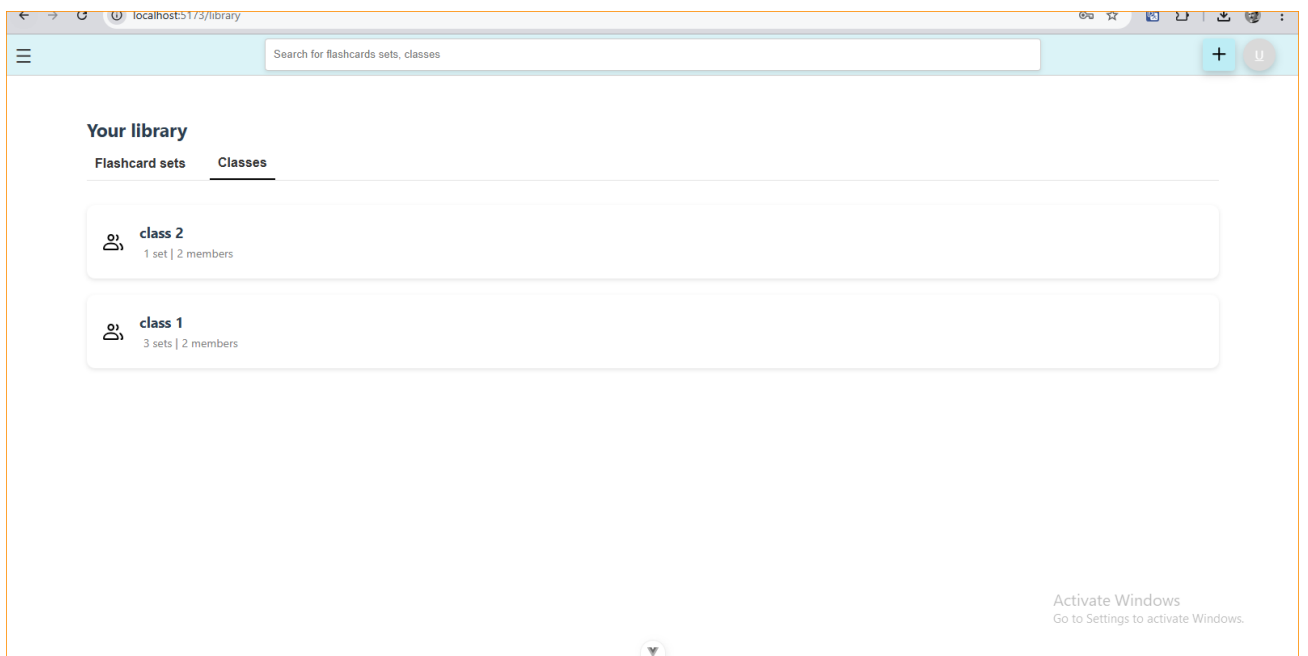 localhost:5173/library
Search for flashcards sets, classes
+
U
Your library
Flashcard sets Classes
class 2
1 set | 2 members
class 1
3 sets | 2 members
Activate Windows
Go to Settings to activate Windows.